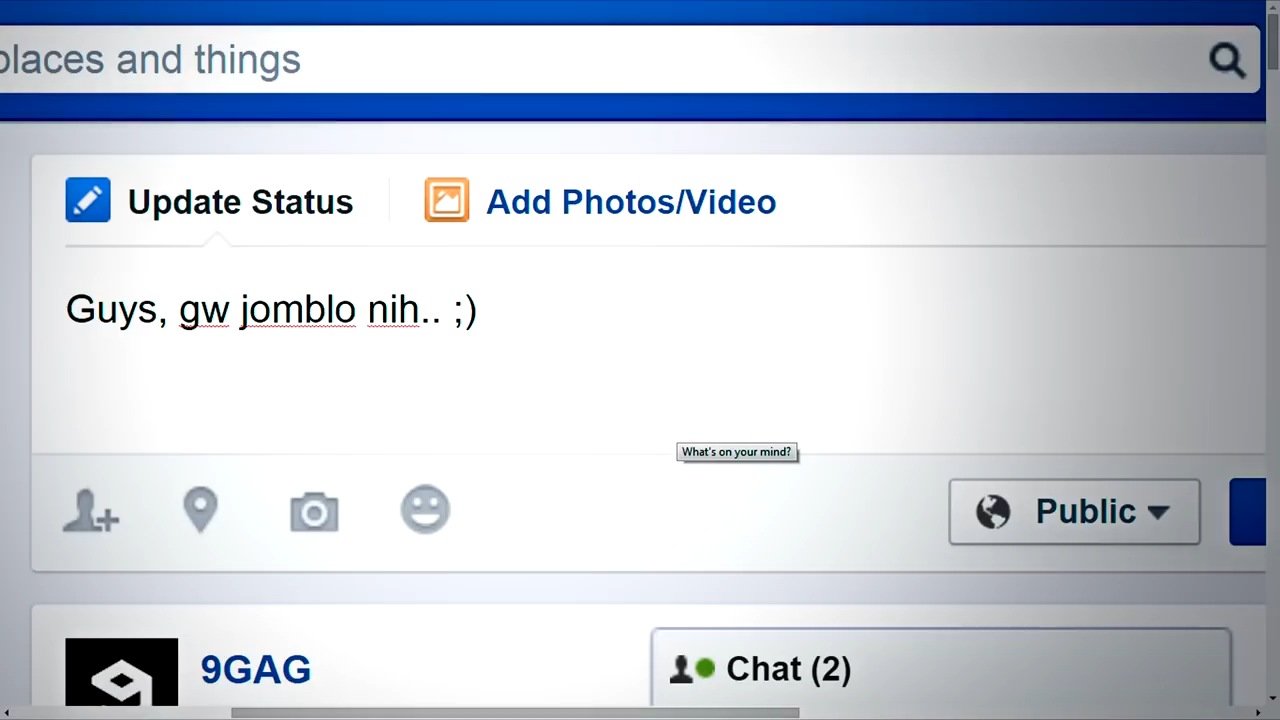 places and things
Update Status
Add Photos/Video
Guys, gw jomblo nih.. ;)
What's on your mind?
Public
9GAG
Chat (2)